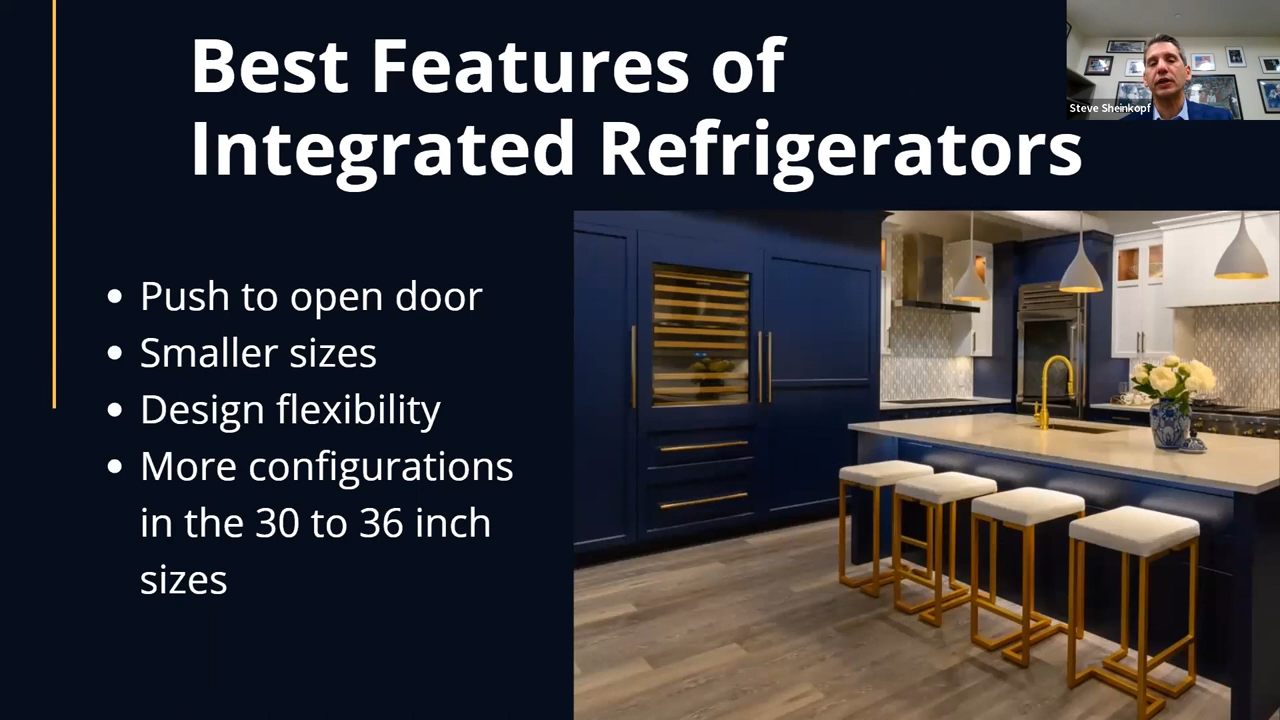 Best Features of
Integrated Refrigerators
Steve Sheinkopf
• Push to open door
• Smaller sizes
• Design flexibility
• More configurations
in the 30 to 36 inch
sizes